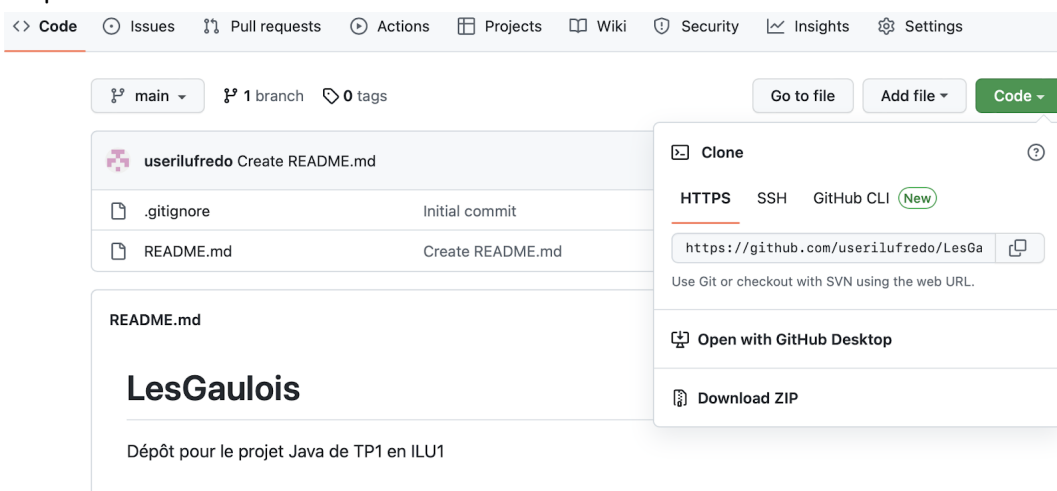 <> Code Issues Pull requests Actions Projects Wiki Security Insights Settings
main 1 branch 0 tags Go to file Add file Code
userilufredo Create README.md
.gitignore Initial commit
README.md Create README.md
Clone
HTTPS SSH GitHub CLI New
https://github.com/userilufredo/LesGa
Use Git or checkout with SVN using the web URL.
Open with GitHub Desktop
Download ZIP
README.md
LesGaulois
Dépôt pour le projet Java de TP1 en ILU1